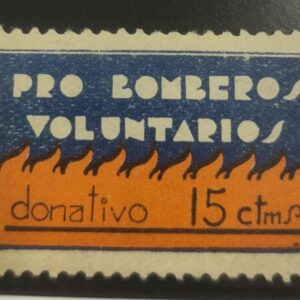 PRO BOMBEROS
VOLUNTARIOS
donativo 15 ctms